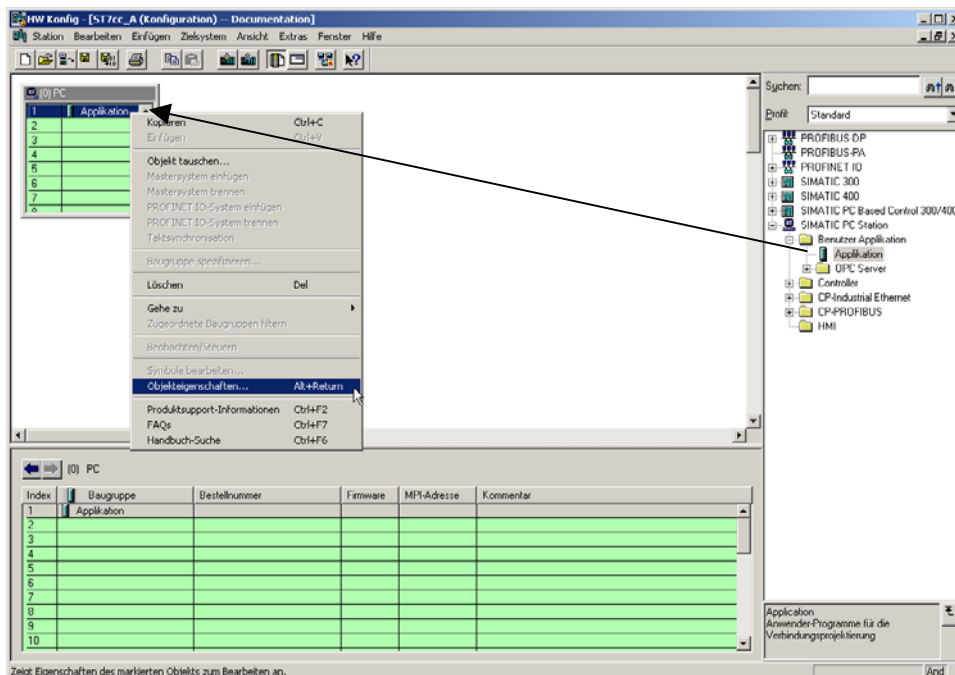 HW Konfig - [ST7cc_A (Konfiguration) -- Documentation]
Station Bearbeiten Einfügen Zielsystem Ansicht Extras Fenster Hilfe
(0) PC
1 Applikation
2
3
4
5
6
7
8
Kopieren Ctrl+C
Einfügen Ctrl+V
Objekt tauschen...
Mastersystem einfügen
Mastersystem trennen
PROFINET IO-System einfügen
PROFINET IO-System trennen
Taktsynchronisation
Baugruppe spezifizieren...
Löschen Del
Gehe zu
Zugeordnete Baugruppen filtern
Beobachten/Steuern
Symbole bearbeiten...
Objekteigenschaften... Alt+Return
Produktsupport-Informationen Ctrl+F2
FAQs Ctrl+F7
Handbuch-Suche Ctrl+F6
Suchen:
Profil: Standard
PROFIBUS-DP
PROFIBUS-PA
PROFINET IO
SIMATIC 300
SIMATIC 400
SIMATIC PC Based Control 300/400
SIMATIC PC Station
Benutzer Applikation
Applikation
OPC Server
Controller
CP-Industrial Ethernet
CP-PROFIBUS
HMI
(0) PC
Index Baugruppe Bestellnummer Firmware MPI-Adresse Kommentar
1 Applikation
2
3
4
5
6
7
8
9
10
Application
Anwender-Programme für die
Verbindungsprojektierung
Zeigt Eigenschaften des markierten Objekts zum Bearbeiten an.
And